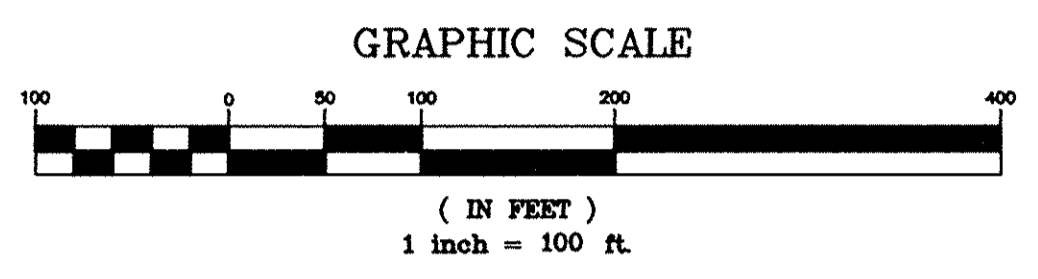 GRAPHIC SCALE
100 0 50 100 200 400
( IN FEET )
1 inch = 100 ft.